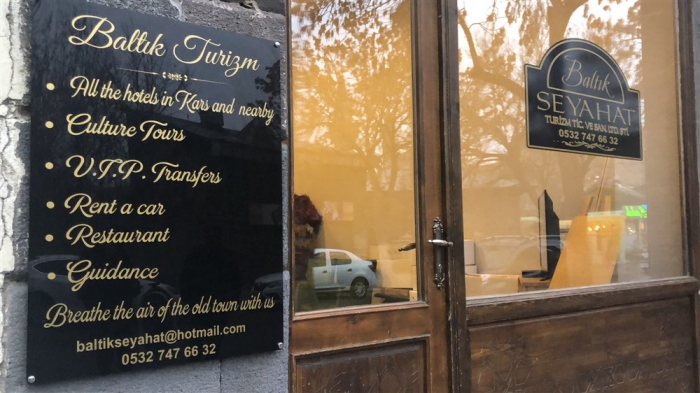 Baltık Turizm
• All the hotels in Kars and nearby
• Culture Tours
• V.I.P. Transfers
• Rent a car
• Restaurant
• Guidance
Breathe the air of the old town with us
baltikseyahat@hotmail.com
0532 747 66 32
Baltık
SEYAHAT
TURİZM TİC. VE SAN. LTD. ŞTİ.
0532 747 66 32